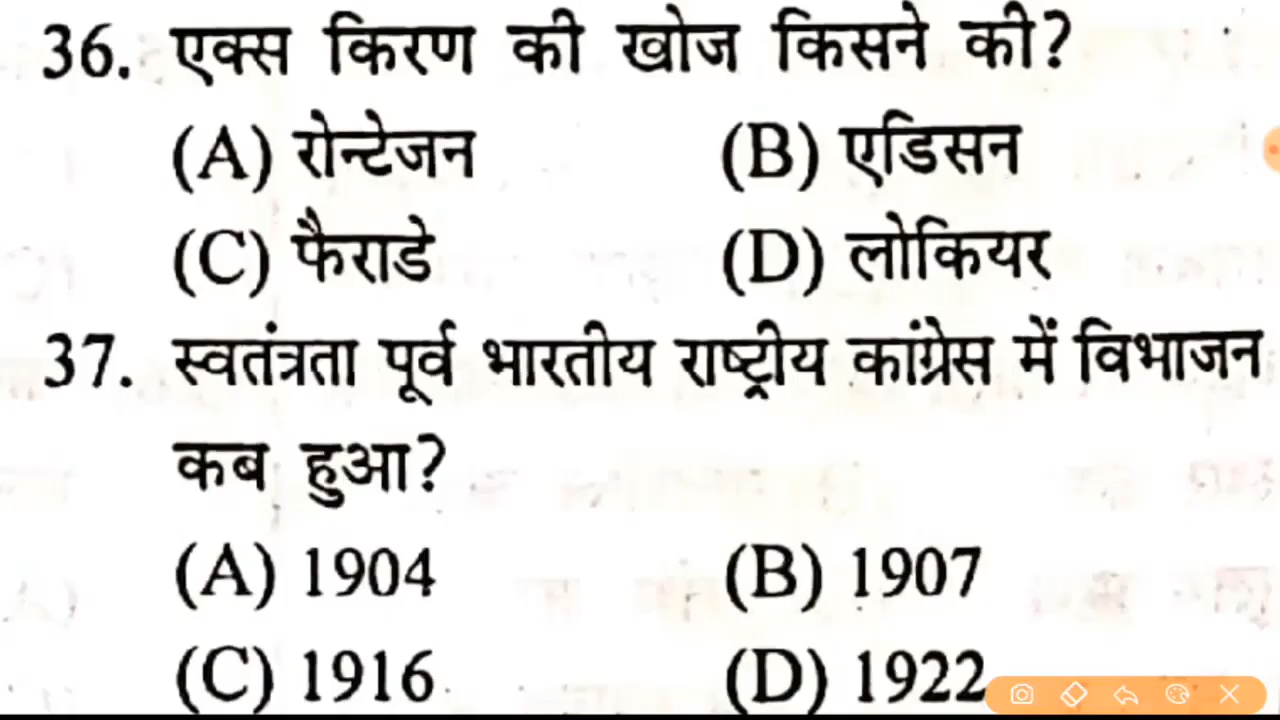 36. एक्स किरण की खोज किसने की?
(A) रोन्टेजन (B) एडिसन
(C) फैराडे (D) लोकियर
37. स्वतंत्रता पूर्व भारतीय राष्ट्रीय कांग्रेस में विभाजन
कब हुआ?
(A) 1904 (B) 1907
(C) 1916 (D) 1922